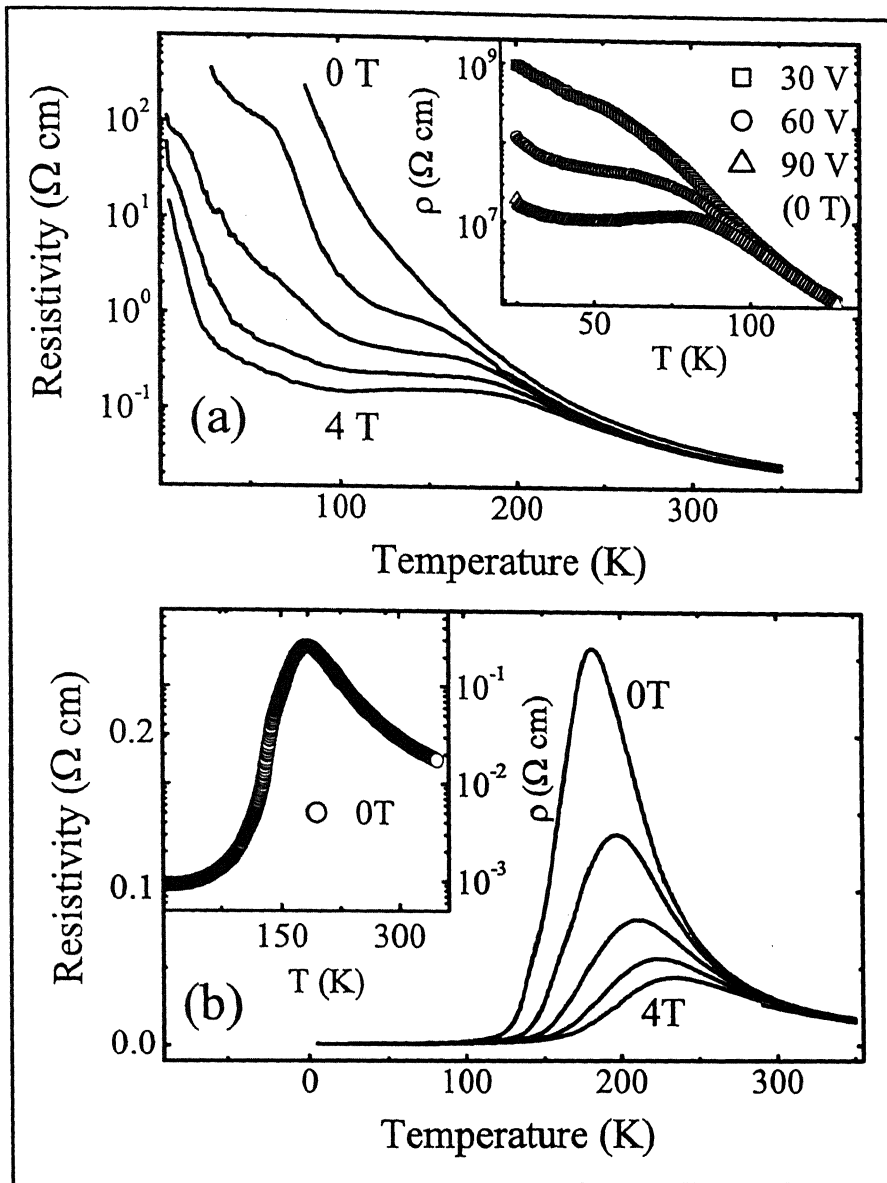 0 T
10⁹
□ 30 V
○ 60 V
△ 90 V
(0 T)
ρ (Ω cm)
10⁷
50
100
T (K)
Resistivity (Ω cm)
10²
10¹
10⁰
10⁻¹
(a)
4 T
100
200
300
Temperature (K)
0T
10⁻¹
10⁻²
10⁻³
ρ (Ω cm)
○ 0T
150
300
T (K)
Resistivity (Ω cm)
0.2
0.1
0.0
(b)
4T
0
100
200
300
Temperature (K)